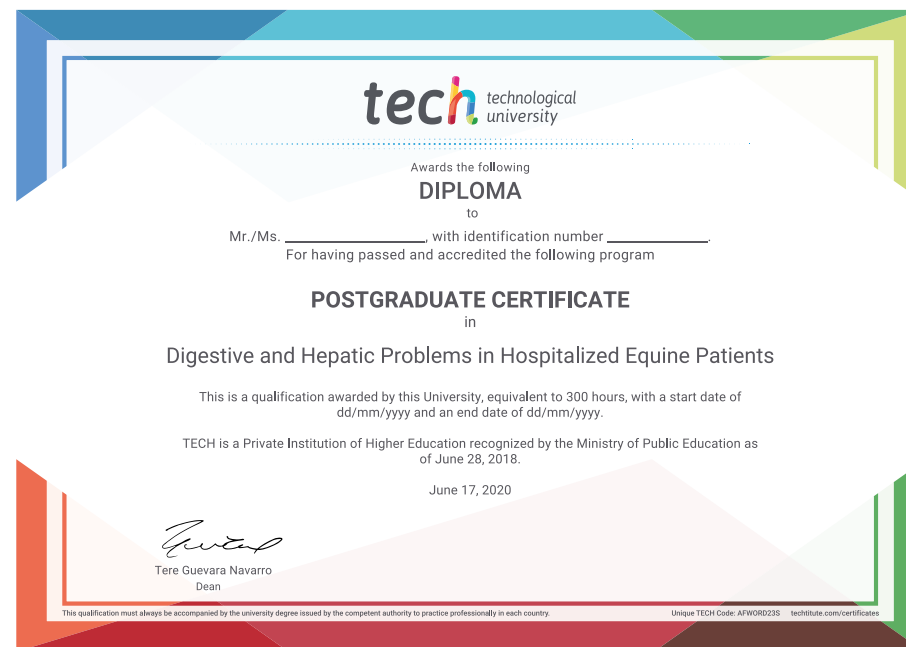 tech technological
university
Awards the following
DIPLOMA
to
Mr./Ms. ____________________, with identification number ______________.
For having passed and accredited the following program
POSTGRADUATE CERTIFICATE
in
Digestive and Hepatic Problems in Hospitalized Equine Patients
This is a qualification awarded by this University, equivalent to 300 hours, with a start date of
dd/mm/yyyy and an end date of dd/mm/yyyy.
TECH is a Private Institution of Higher Education recognized by the Ministry of Public Education as
of June 28, 2018.
June 17, 2020
Tere Guevara Navarro
Dean
This qualification must always be accompanied by the university degree issued by the competent authority to practice professionally in each country. Unique TECH Code: AFWORD23S techtitute.com/certificates